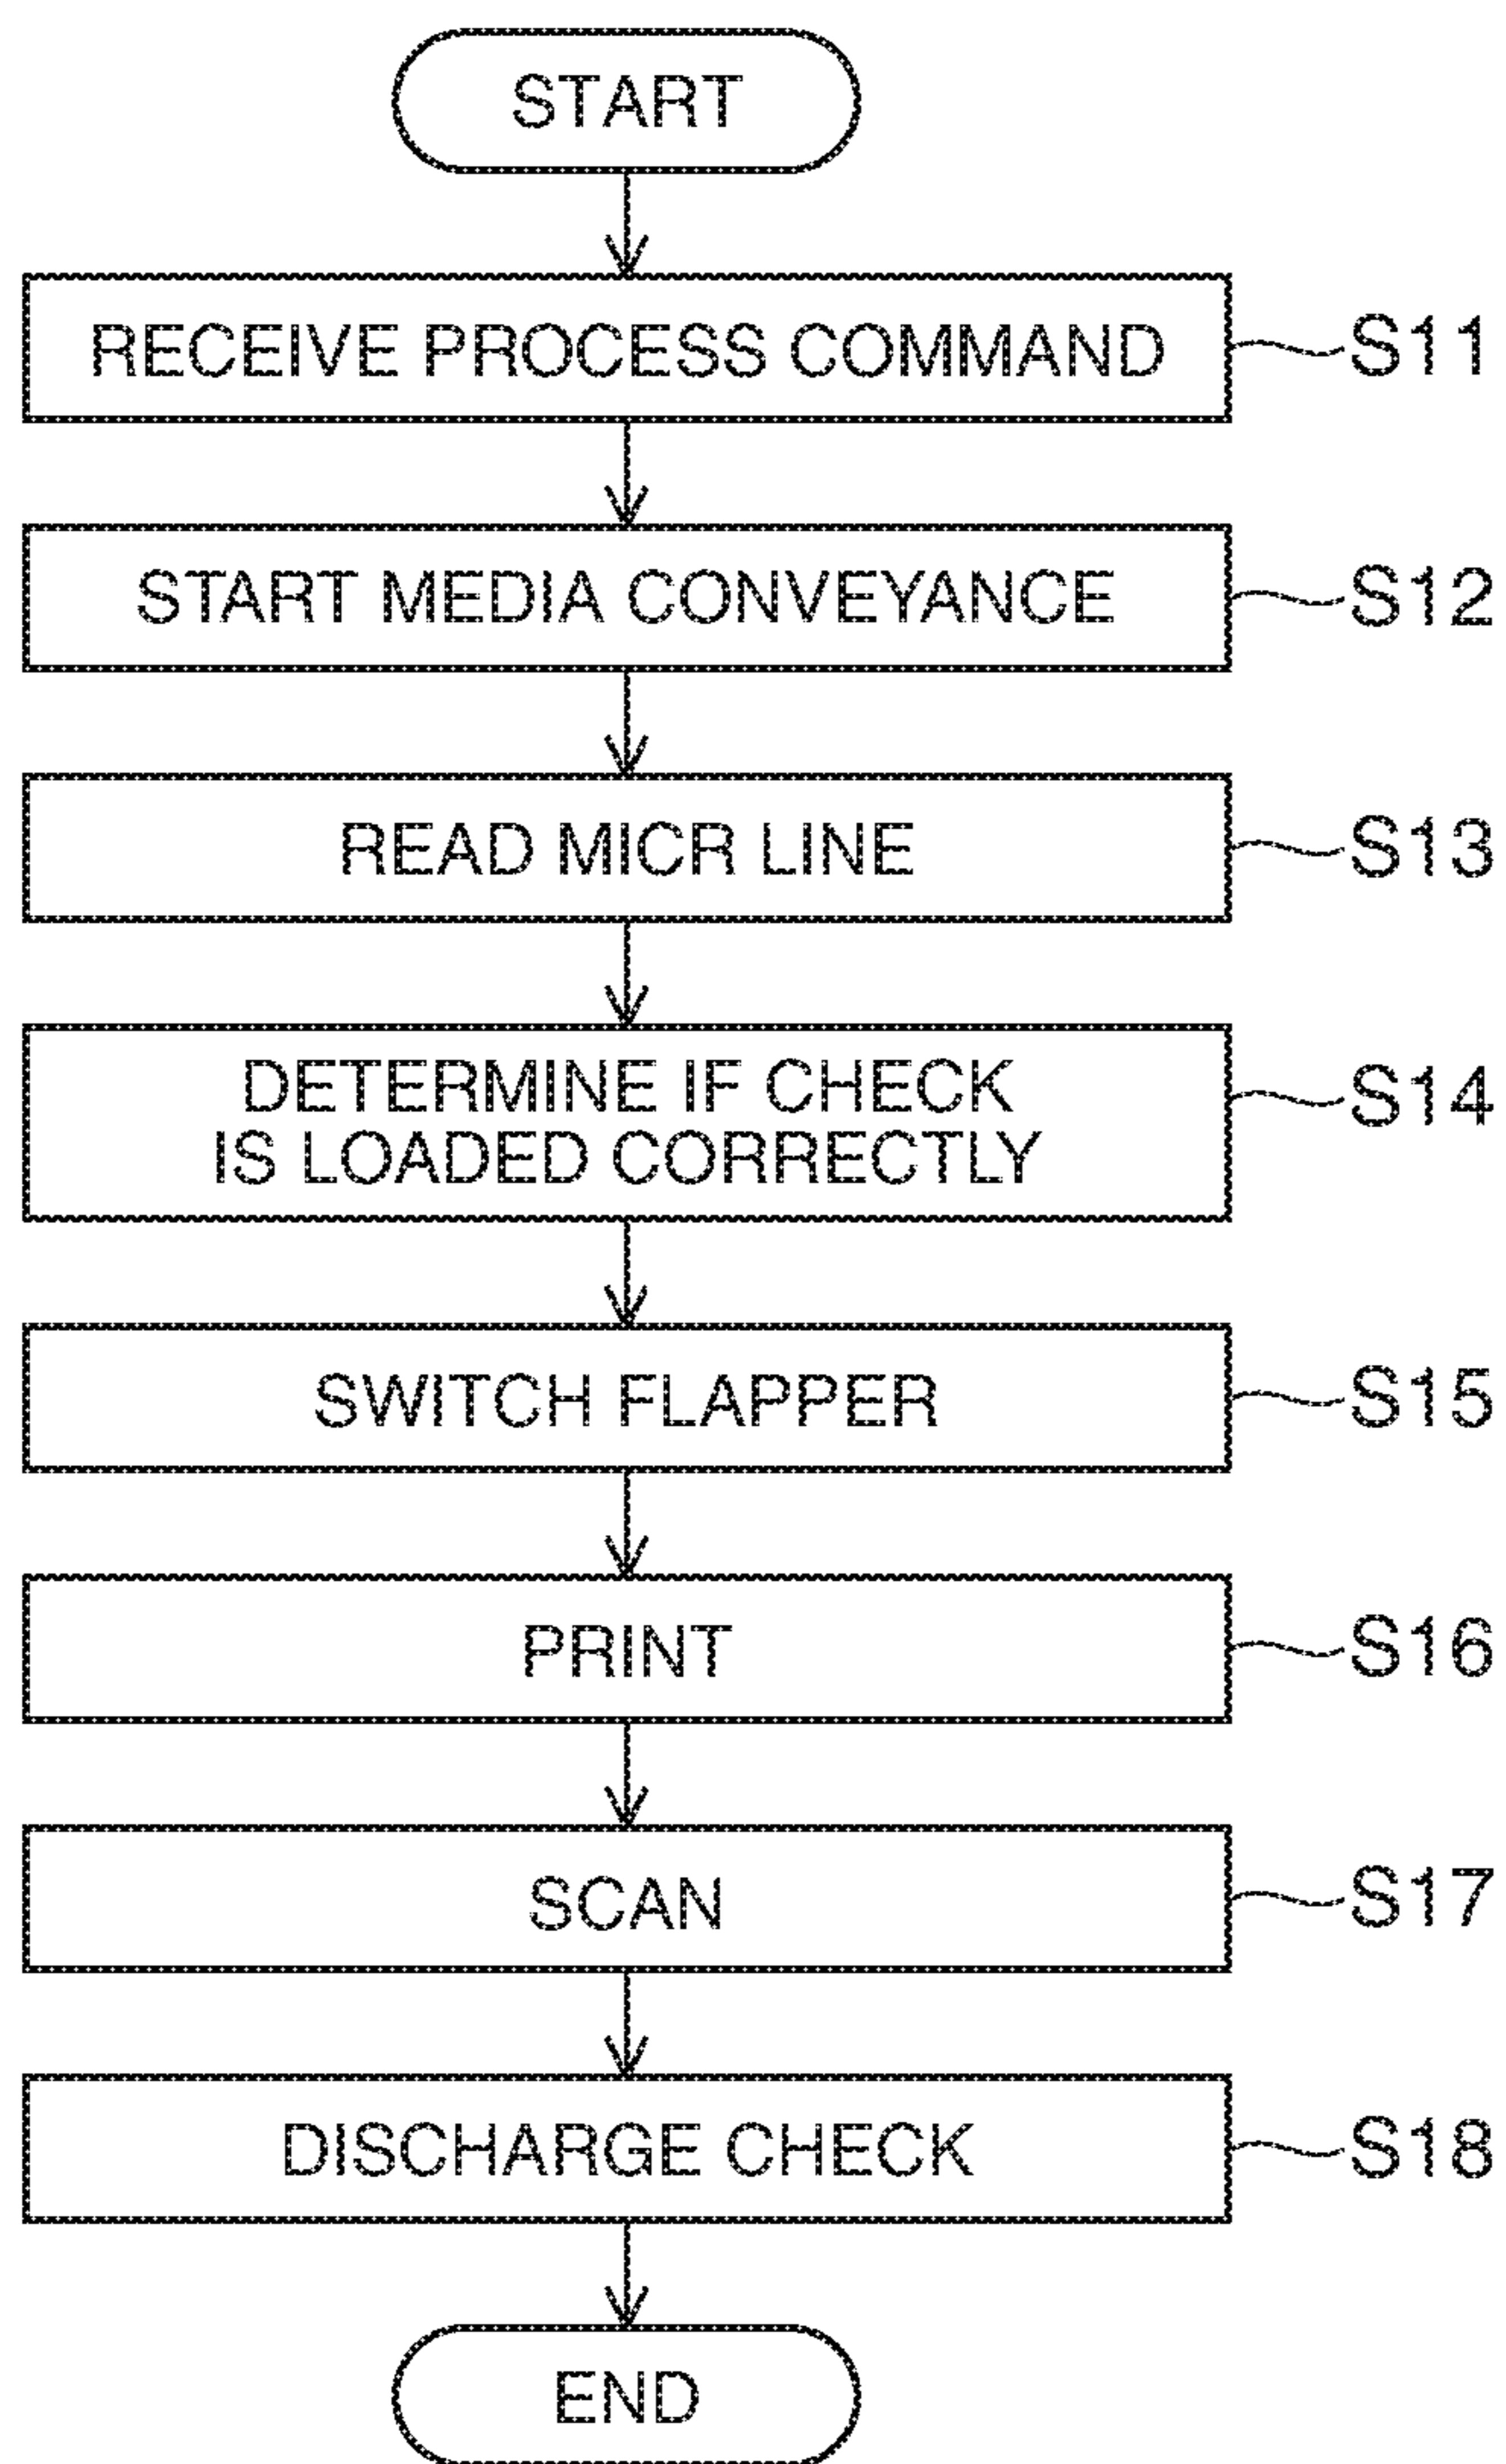 START
RECEIVE PROCESS COMMAND
S11
START MEDIA CONVEYANCE
S12
READ MICR LINE
S13
DETERMINE IF CHECK
IS LOADED CORRECTLY
S14
SWITCH FLAPPER
S15
PRINT
S16
SCAN
S17
DISCHARGE CHECK
S18
END